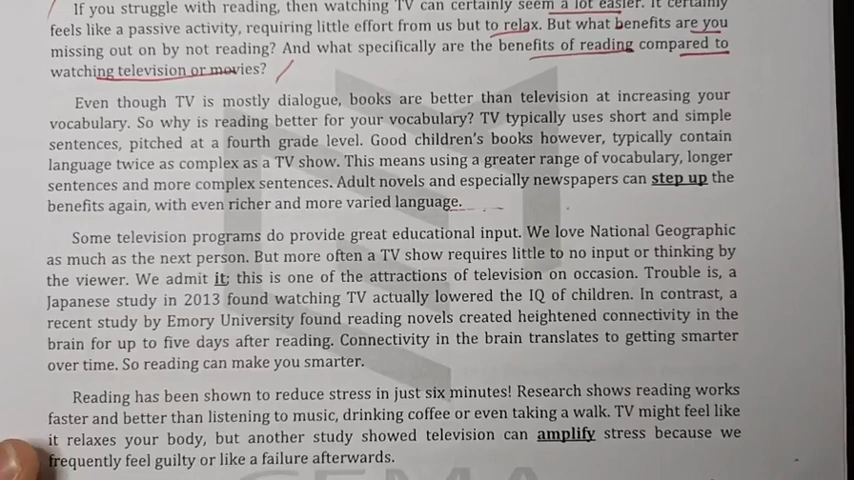 If you struggle with reading, then watching TV can certainly seem a lot easier. It certainly
feels like a passive activity, requiring little effort from us but to relax. But what benefits are you
missing out on by not reading? And what specifically are the benefits of reading compared to
watching television or movies?
Even though TV is mostly dialogue, books are better than television at increasing your
vocabulary. So why is reading better for your vocabulary? TV typically uses short and simple
sentences, pitched at a fourth grade level. Good children's books however, typically contain
language twice as complex as a TV show. This means using a greater range of vocabulary, longer
sentences and more complex sentences. Adult novels and especially newspapers can step up the
benefits again, with even richer and more varied language.
Some television programs do provide great educational input. We love National Geographic
as much as the next person. But more often a TV show requires little to no input or thinking by
the viewer. We admit it; this is one of the attractions of television on occasion. Trouble is, a
Japanese study in 2013 found watching TV actually lowered the IQ of children. In contrast, a
recent study by Emory University found reading novels created heightened connectivity in the
brain for up to five days after reading. Connectivity in the brain translates to getting smarter
over time. So reading can make you smarter.
Reading has been shown to reduce stress in just six minutes! Research shows reading works
faster and better than listening to music, drinking coffee or even taking a walk. TV might feel like
it relaxes your body, but another study showed television can amplify stress because we
frequently feel guilty or like a failure afterwards.